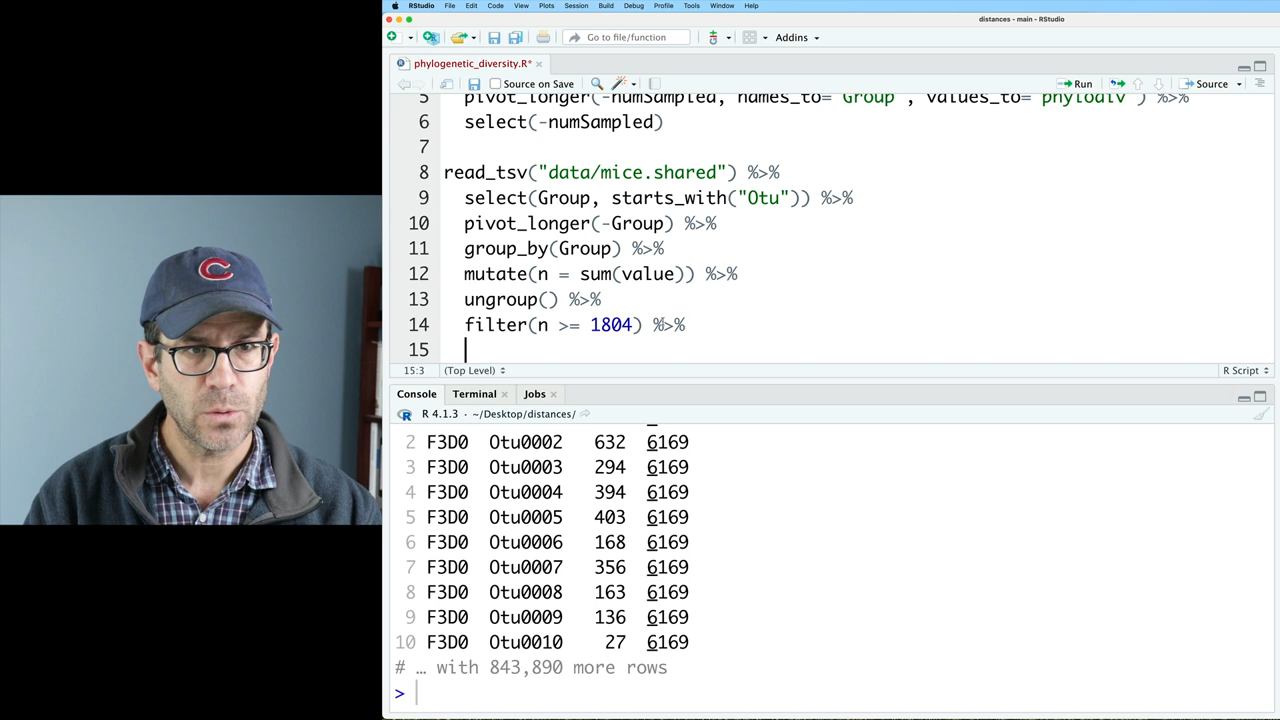 RStudio File Edit Code View Plots Session Build Debug Profile Tools Window Help
distances - main - RStudio
Go to file/function Addins
phylogenetic_diversity.R*
Source on Save Run Source
5 pivot_longer(-numSampled, names_to="Group", values_to="phylodiv") %>%
6 select(-numSampled)
7
8 read_tsv("data/mice.shared") %>%
9 select(Group, starts_with("Otu")) %>%
10 pivot_longer(-Group) %>%
11 group_by(Group) %>%
12 mutate(n = sum(value)) %>%
13 ungroup() %>%
14 filter(n >= 1804) %>%
15
15:3 (Top Level) R Script
Console Terminal Jobs
R 4.1.3 · ~/Desktop/distances/
2 F3D0 Otu0002 632 6169
3 F3D0 Otu0003 294 6169
4 F3D0 Otu0004 394 6169
5 F3D0 Otu0005 403 6169
6 F3D0 Otu0006 168 6169
7 F3D0 Otu0007 356 6169
8 F3D0 Otu0008 163 6169
9 F3D0 Otu0009 136 6169
10 F3D0 Otu0010 27 6169
# … with 843,890 more rows
>